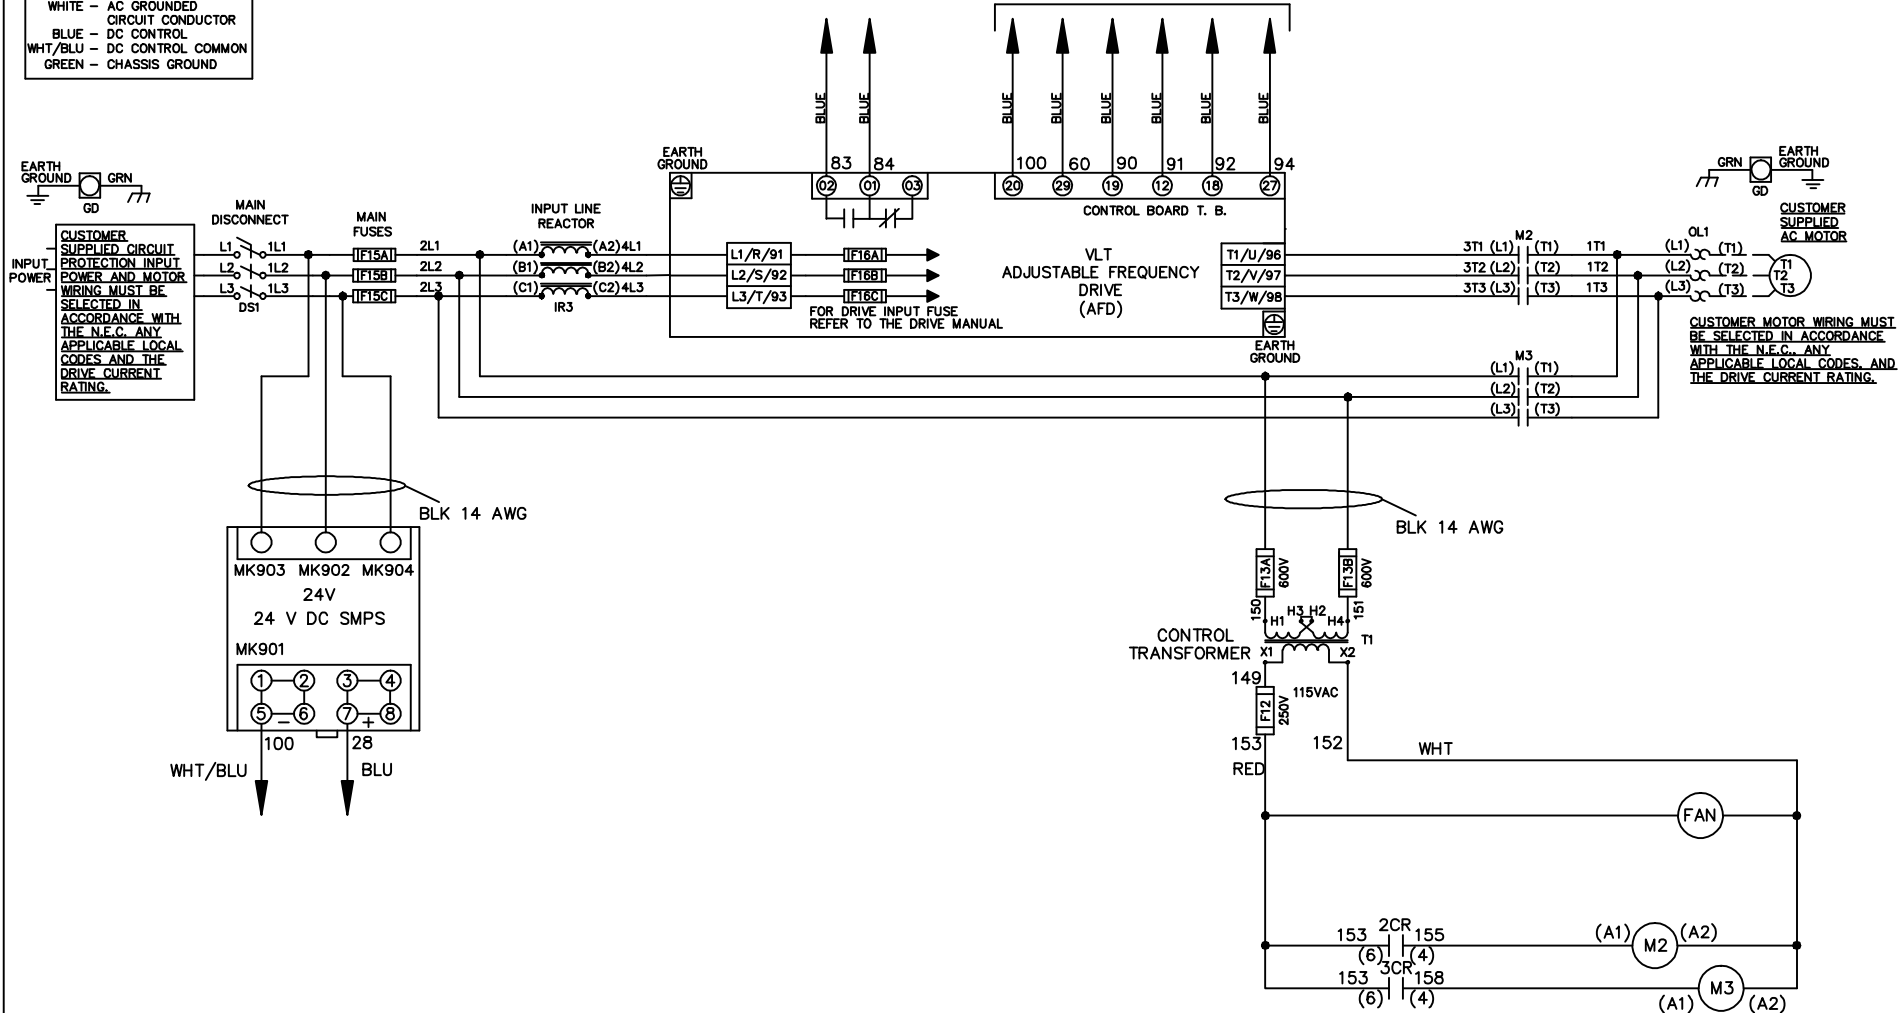 WHITE – AC GROUNDED
CIRCUIT CONDUCTOR
BLUE – DC CONTROL
WHT/BLU – DC CONTROL COMMON
GREEN – CHASSIS GROUND
BLUE
BLUE
BLUE
BLUE
BLUE
BLUE
BLUE
BLUE
EARTH
GROUND
GRN
GD
MAIN
DISCONNECT
MAIN
FUSES
INPUT LINE
REACTOR
EARTH
GROUND
83
84
100
60
90
91
92
94
02
01
03
20
29
19
12
18
27
CONTROL BOARD T. B.
GRN
EARTH
GROUND
GD
CUSTOMER
SUPPLIED
AC MOTOR
INPUT
POWER
CUSTOMER
SUPPLIED CIRCUIT
PROTECTION INPUT
POWER AND MOTOR
WIRING MUST BE
SELECTED IN
ACCORDANCE WITH
THE N.E.C. ANY
APPLICABLE LOCAL
CODES AND THE
DRIVE CURRENT
RATING.
L1
1L1
F15A
2L1
(A1)
(A2)
4L1
L1/R/91
F16A
L2
1L2
F15B
2L2
(B1)
(B2)
4L2
L2/S/92
F16B
L3
1L3
F15C
2L3
(C1)
(C2)
4L3
L3/T/93
F16C
DS1
IR3
VLT
ADJUSTABLE FREQUENCY
DRIVE
(AFD)
FOR DRIVE INPUT FUSE
REFER TO THE DRIVE MANUAL
T1/U/96
T2/V/97
T3/W/98
EARTH
GROUND
M2
OL1
3T1 (L1) (T1) 1T1 (L1) (T1)
3T2 (L2) (T2) 1T2 (L2) (T2)
3T3 (L3) (T3) 1T3 (L3) (T3)
T1
T2
T3
CUSTOMER MOTOR WIRING MUST
BE SELECTED IN ACCORDANCE
WITH THE N.E.C., ANY
APPLICABLE LOCAL CODES, AND
THE DRIVE CURRENT RATING.
M3
(L1) (T1)
(L2) (T2)
(L3) (T3)
BLK 14 AWG
MK903
MK902
MK904
24V
24 V DC SMPS
MK901
1
2
3
4
5
6
7
8
–
+
100
28
WHT/BLU
BLU
BLK 14 AWG
F13A
600V
F13B
600V
150
151
H1
H3
H2
H4
CONTROL
TRANSFORMER
T1
X1
X2
149
115VAC
F12
250V
153
152
RED
WHT
FAN
2CR
153
155
(6)
(4)
(A1)
M2
(A2)
3CR
153
158
(6)
(4)
(A1)
M3
(A2)